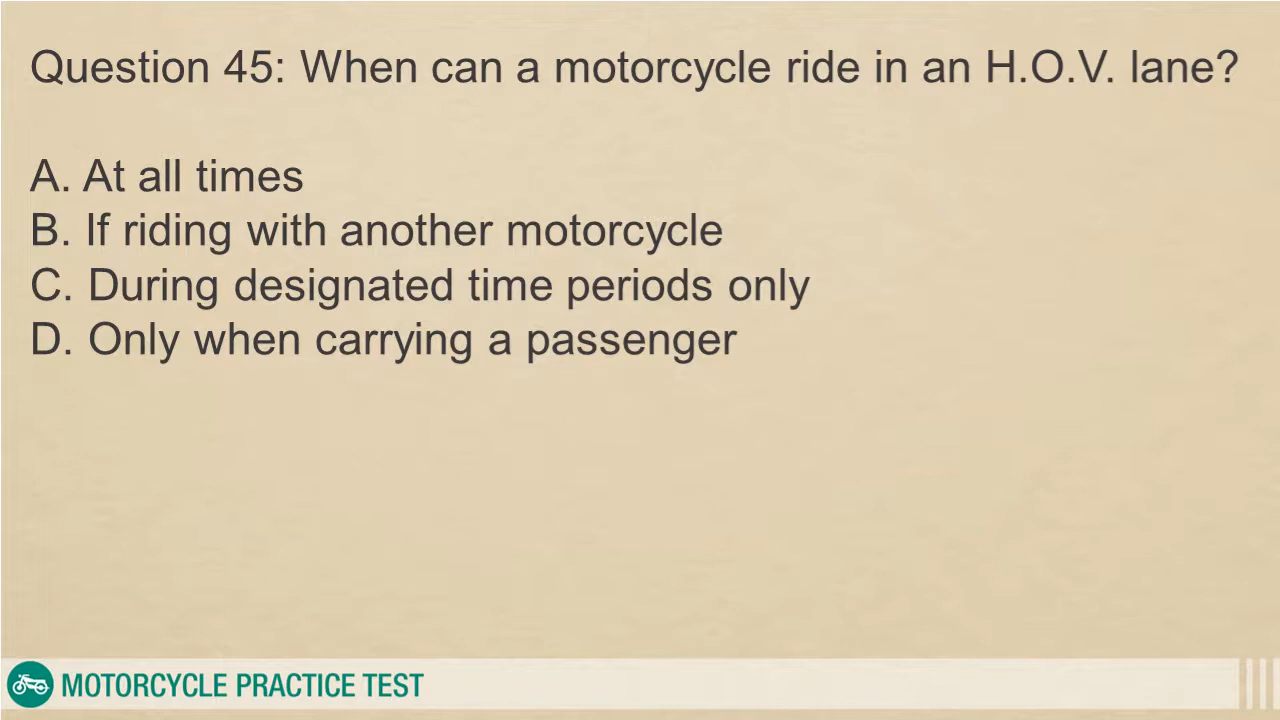 Question 45: When can a motorcycle ride in an H.O.V. lane?
A. At all times
B. If riding with another motorcycle
C. During designated time periods only
D. Only when carrying a passenger
MOTORCYCLE PRACTICE TEST